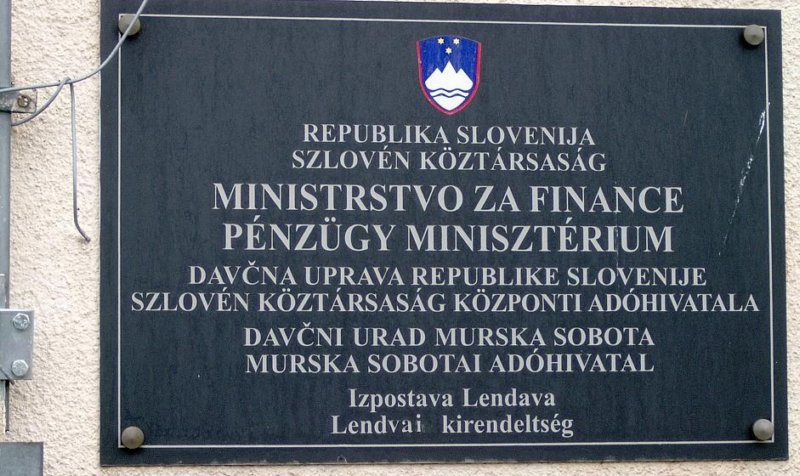 REPUBLIKA SLOVENIJA
SZLOVÉN KÖZTÁRSASÁG
MINISTRSTVO ZA FINANCE
PÉNZÜGY MINISZTÉRIUM
DAVČNA UPRAVA REPUBLIKE SLOVENIJE
SZLOVÉN KÖZTÁRSASÁG KÖZPONTI ADÓHIVATALA
DAVČNI URAD MURSKA SOBOTA
MURSKA SOBOTAI ADÓHIVATAL
Izpostava Lendava
Lendvai kirendeltség